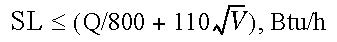 SL ≤ (Q/800 + 110√V), Btu/h